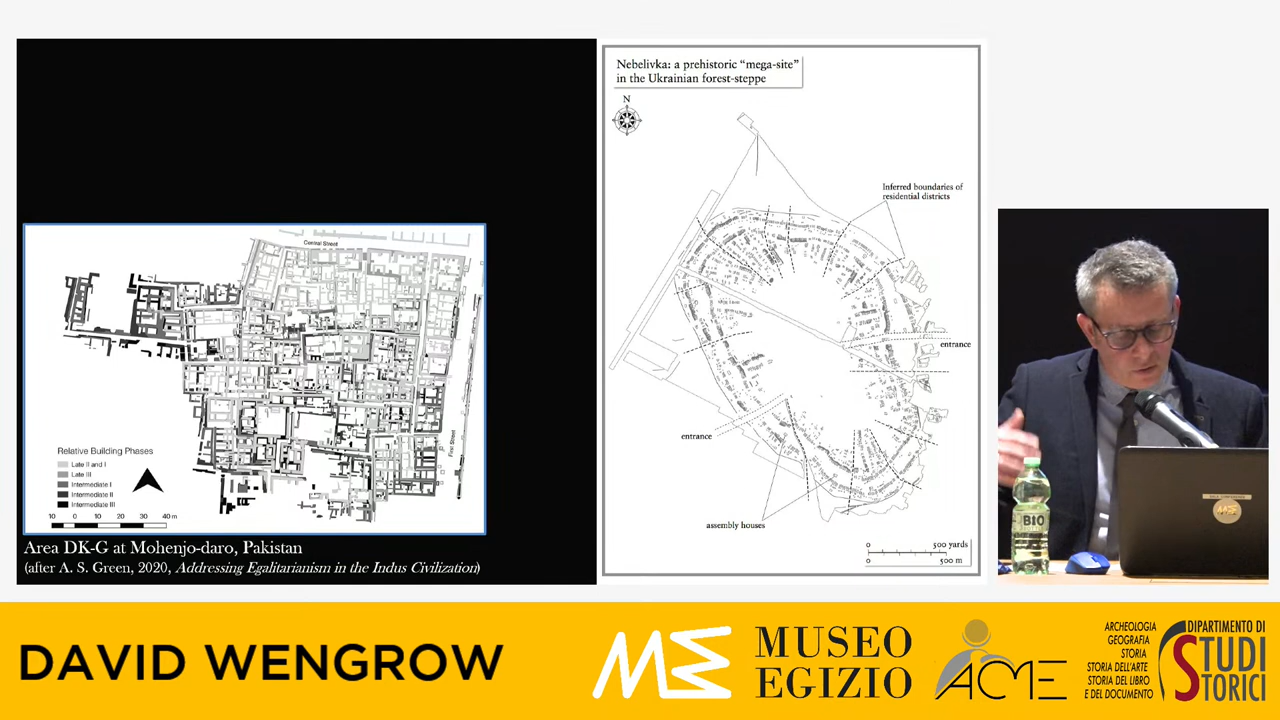 Central Street
First Street
Relative Building Phases
Late II and I
Late III
Intermediate I
Intermediate II
Intermediate III
10 0 10 20 30 40 m
Area DK-G at Mohenjo-daro, Pakistan
(after A. S. Green, 2020, Addressing Egalitarianism in the Indus Civilization)
Nebelivka: a prehistoric “mega-site”
in the Ukrainian forest-steppe
N
Inferred boundaries of
residential districts
entrance
entrance
assembly houses
0 500 yards
0 500 m
BIO
DAVID WENGROW
ME
MUSEO
EGIZIO
ACME
ARCHEOLOGIA
GEOGRAFIA
STORIA
STORIA DELL'ARTE
STORIA DEL LIBRO
E DEL DOCUMENTO
DIPARTIMENTO DI
STUDI
STORICI